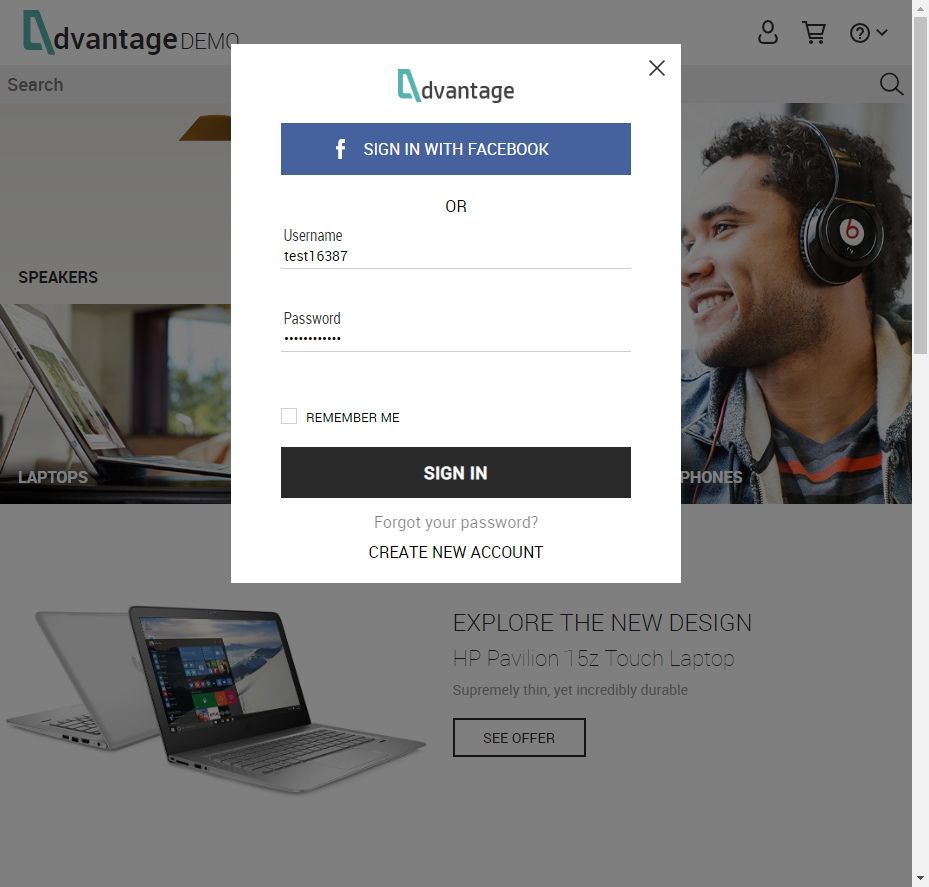 dvantage DEMO
Search
dvantage
SIGN IN WITH FACEBOOK
OR
Username
test16387
Password
••••••••••••
REMEMBER ME
SIGN IN
Forgot your password?
CREATE NEW ACCOUNT
SPEAKERS
LAPTOPS
PHONES
EXPLORE THE NEW DESIGN
HP Pavilion 15z Touch Laptop
Supremely thin, yet incredibly durable
SEE OFFER